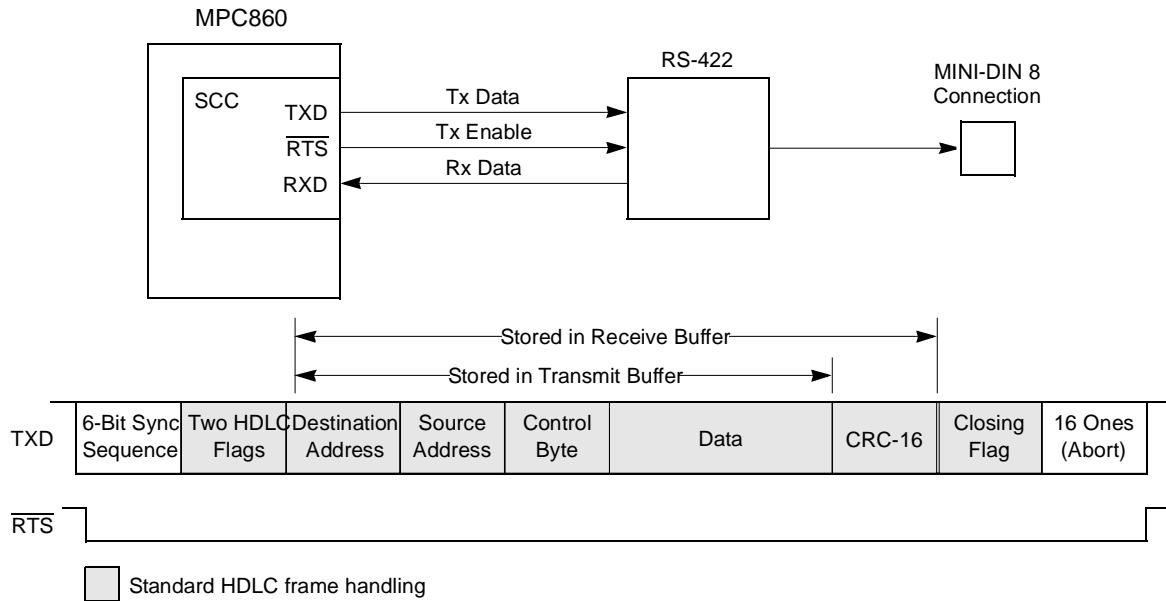 MPC860
SCC
TXD
RTS
RXD
Tx Data
Tx Enable
Rx Data
RS-422
MINI-DIN 8
Connection
Stored in Receive Buffer
Stored in Transmit Buffer
TXD
6-Bit Sync
Sequence
Two HDLC
Flags
Destination
Address
Source
Address
Control
Byte
Data
CRC-16
Closing
Flag
16 Ones
(Abort)
RTS
Standard HDLC frame handling